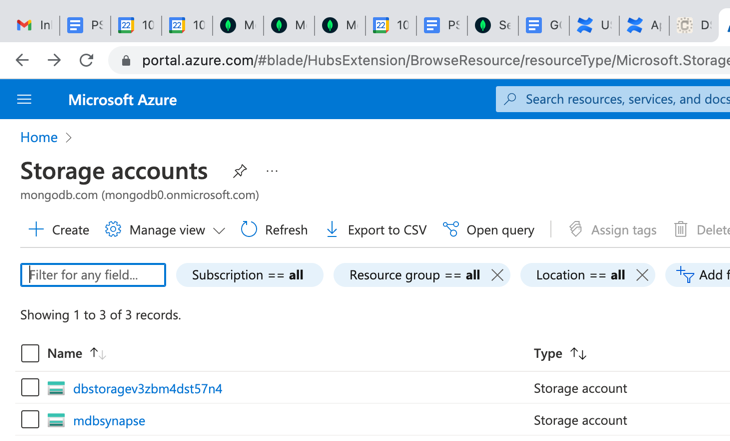 In PS 10 10 M M M 10 PS Se G U A DS
portal.azure.com/#blade/HubsExtension/BrowseResource/resourceType/Microsoft.Storage
Microsoft Azure
Search resources, services, and docs
Home
Storage accounts
mongodb.com (mongodb0.onmicrosoft.com)
Create Manage view Refresh Export to CSV Open query Assign tags Delete
Filter for any field... Subscription == all Resource group == all Location == all Add f
Showing 1 to 3 of 3 records.
Name Type
dbstoragev3zbm4dst57n4 Storage account
mdbsynapse Storage account